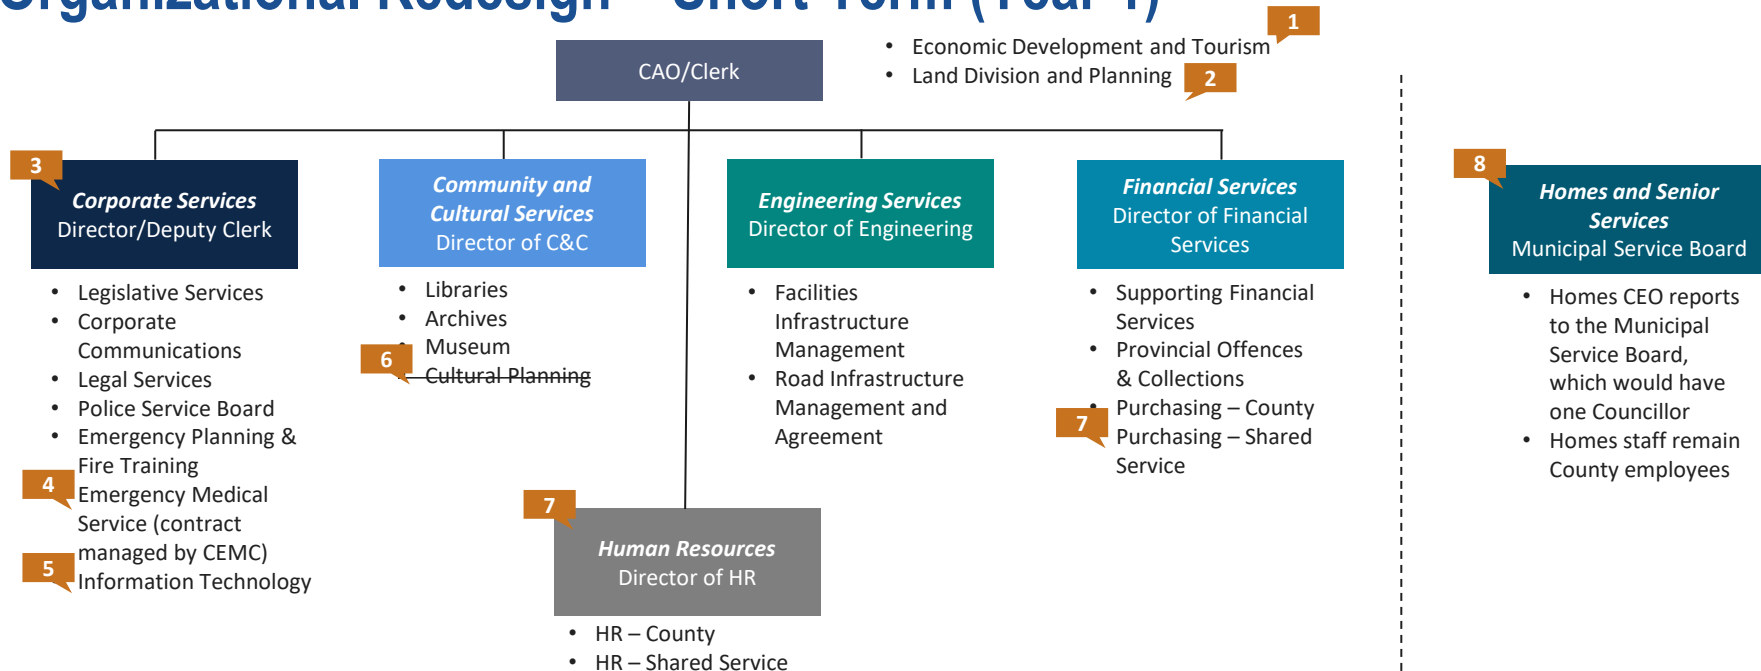 Organizational Redesign – Short-Term (Year 1)
1
• Economic Development and Tourism
• Land Division and Planning
2
CAO/Clerk
3
Corporate Services
Director/Deputy Clerk
• Legislative Services
• Corporate
Communications
• Legal Services
• Police Service Board
• Emergency Planning &
Fire Training
4
Emergency Medical
Service (contract
managed by CEMC)
5
Information Technology
Community and
Cultural Services
Director of C&C
• Libraries
• Archives
• Museum
6
• Cultural Planning
Engineering Services
Director of Engineering
• Facilities
Infrastructure
Management
• Road Infrastructure
Management and
Agreement
Financial Services
Director of Financial
Services
• Supporting Financial
Services
• Provincial Offences
& Collections
• Purchasing – County
7
Purchasing – Shared
Service
7
Human Resources
Director of HR
• HR – County
• HR – Shared Service
8
Homes and Senior
Services
Municipal Service Board
• Homes CEO reports
to the Municipal
Service Board,
which would have
one Councillor
• Homes staff remain
County employees